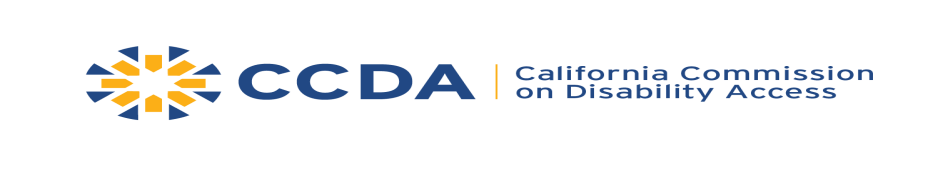 CCDA
California Commission
on Disability Access